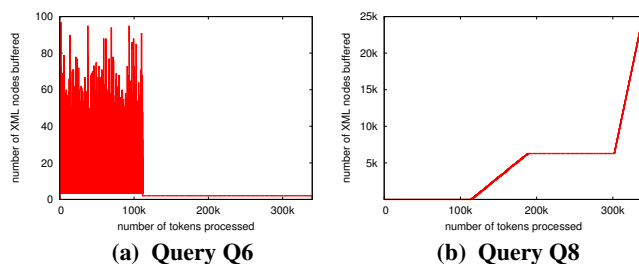 number of XML nodes buffered
100
80
60
40
20
0
0 100k 200k 300k
number of tokens processed
(a) Query Q6
number of XML nodes buffered
25k
20k
15k
10k
5k
0 100k 200k 300k
number of tokens processed
(b) Query Q8